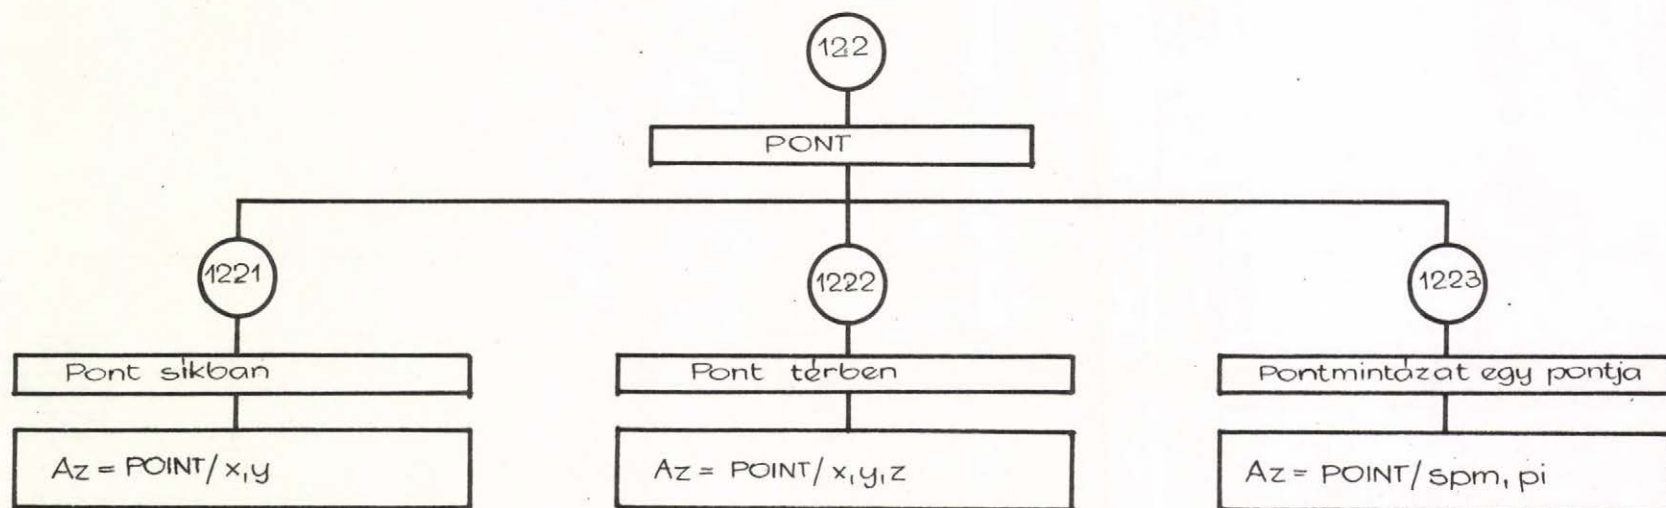 122
PONT
1221
1222
1223
Pont síkban
Pont térben
Pontmintázat egy pontja
Az = POINT/x,y
Az = POINT/x,y,z
Az = POINT/spm, pi